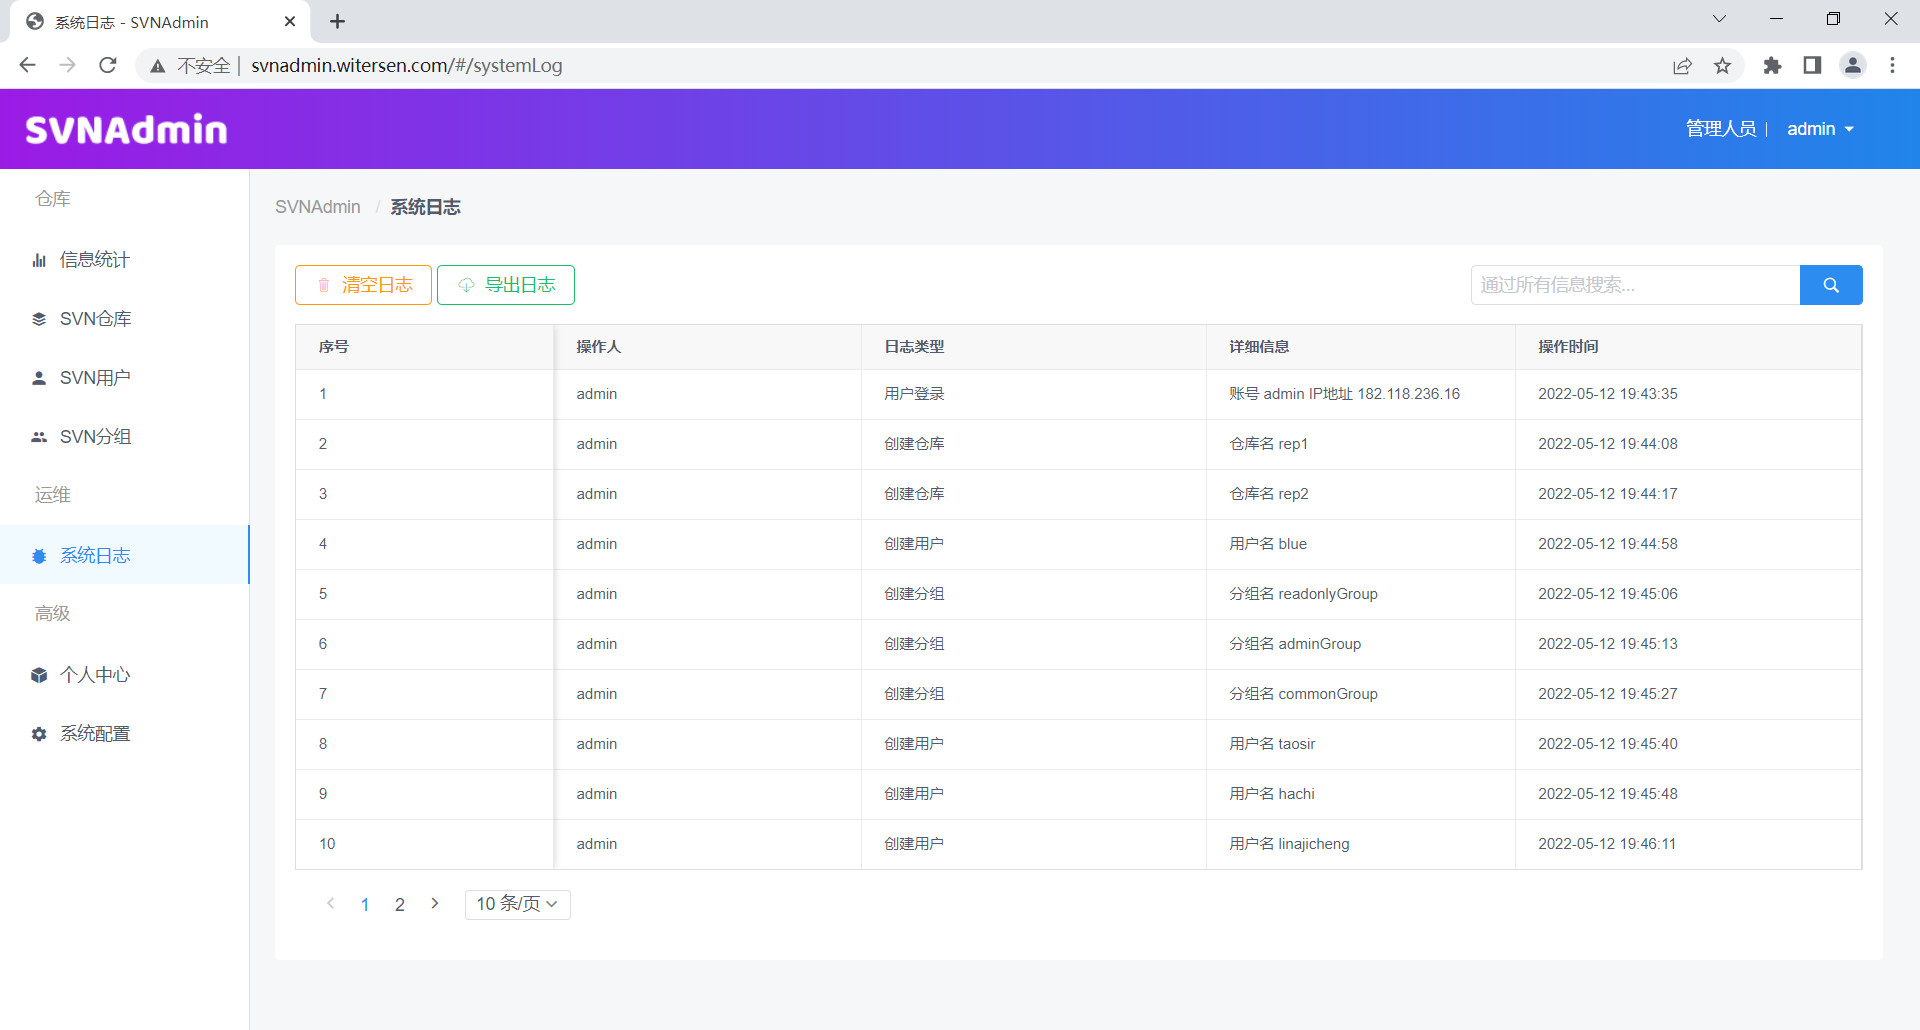 系统日志 - SVNAdmin
不安全 | svnadmin.witersen.com/#/systemLog
SVNAdmin
管理人员 | admin
仓库
信息统计
SVN仓库
SVN用户
SVN分组
运维
系统日志
高级
个人中心
系统配置
SVNAdmin / 系统日志
清空日志 导出日志 通过所有信息搜索...
序号 操作人 日志类型 详细信息 操作时间
1 admin 用户登录 账号 admin IP地址 182.118.236.16 2022-05-12 19:43:35
2 admin 创建仓库 仓库名 rep1 2022-05-12 19:44:08
3 admin 创建仓库 仓库名 rep2 2022-05-12 19:44:17
4 admin 创建用户 用户名 blue 2022-05-12 19:44:58
5 admin 创建分组 分组名 readonlyGroup 2022-05-12 19:45:06
6 admin 创建分组 分组名 adminGroup 2022-05-12 19:45:13
7 admin 创建分组 分组名 commonGroup 2022-05-12 19:45:27
8 admin 创建用户 用户名 taosir 2022-05-12 19:45:40
9 admin 创建用户 用户名 hachi 2022-05-12 19:45:48
10 admin 创建用户 用户名 linajicheng 2022-05-12 19:46:11
1 2 10 条/页